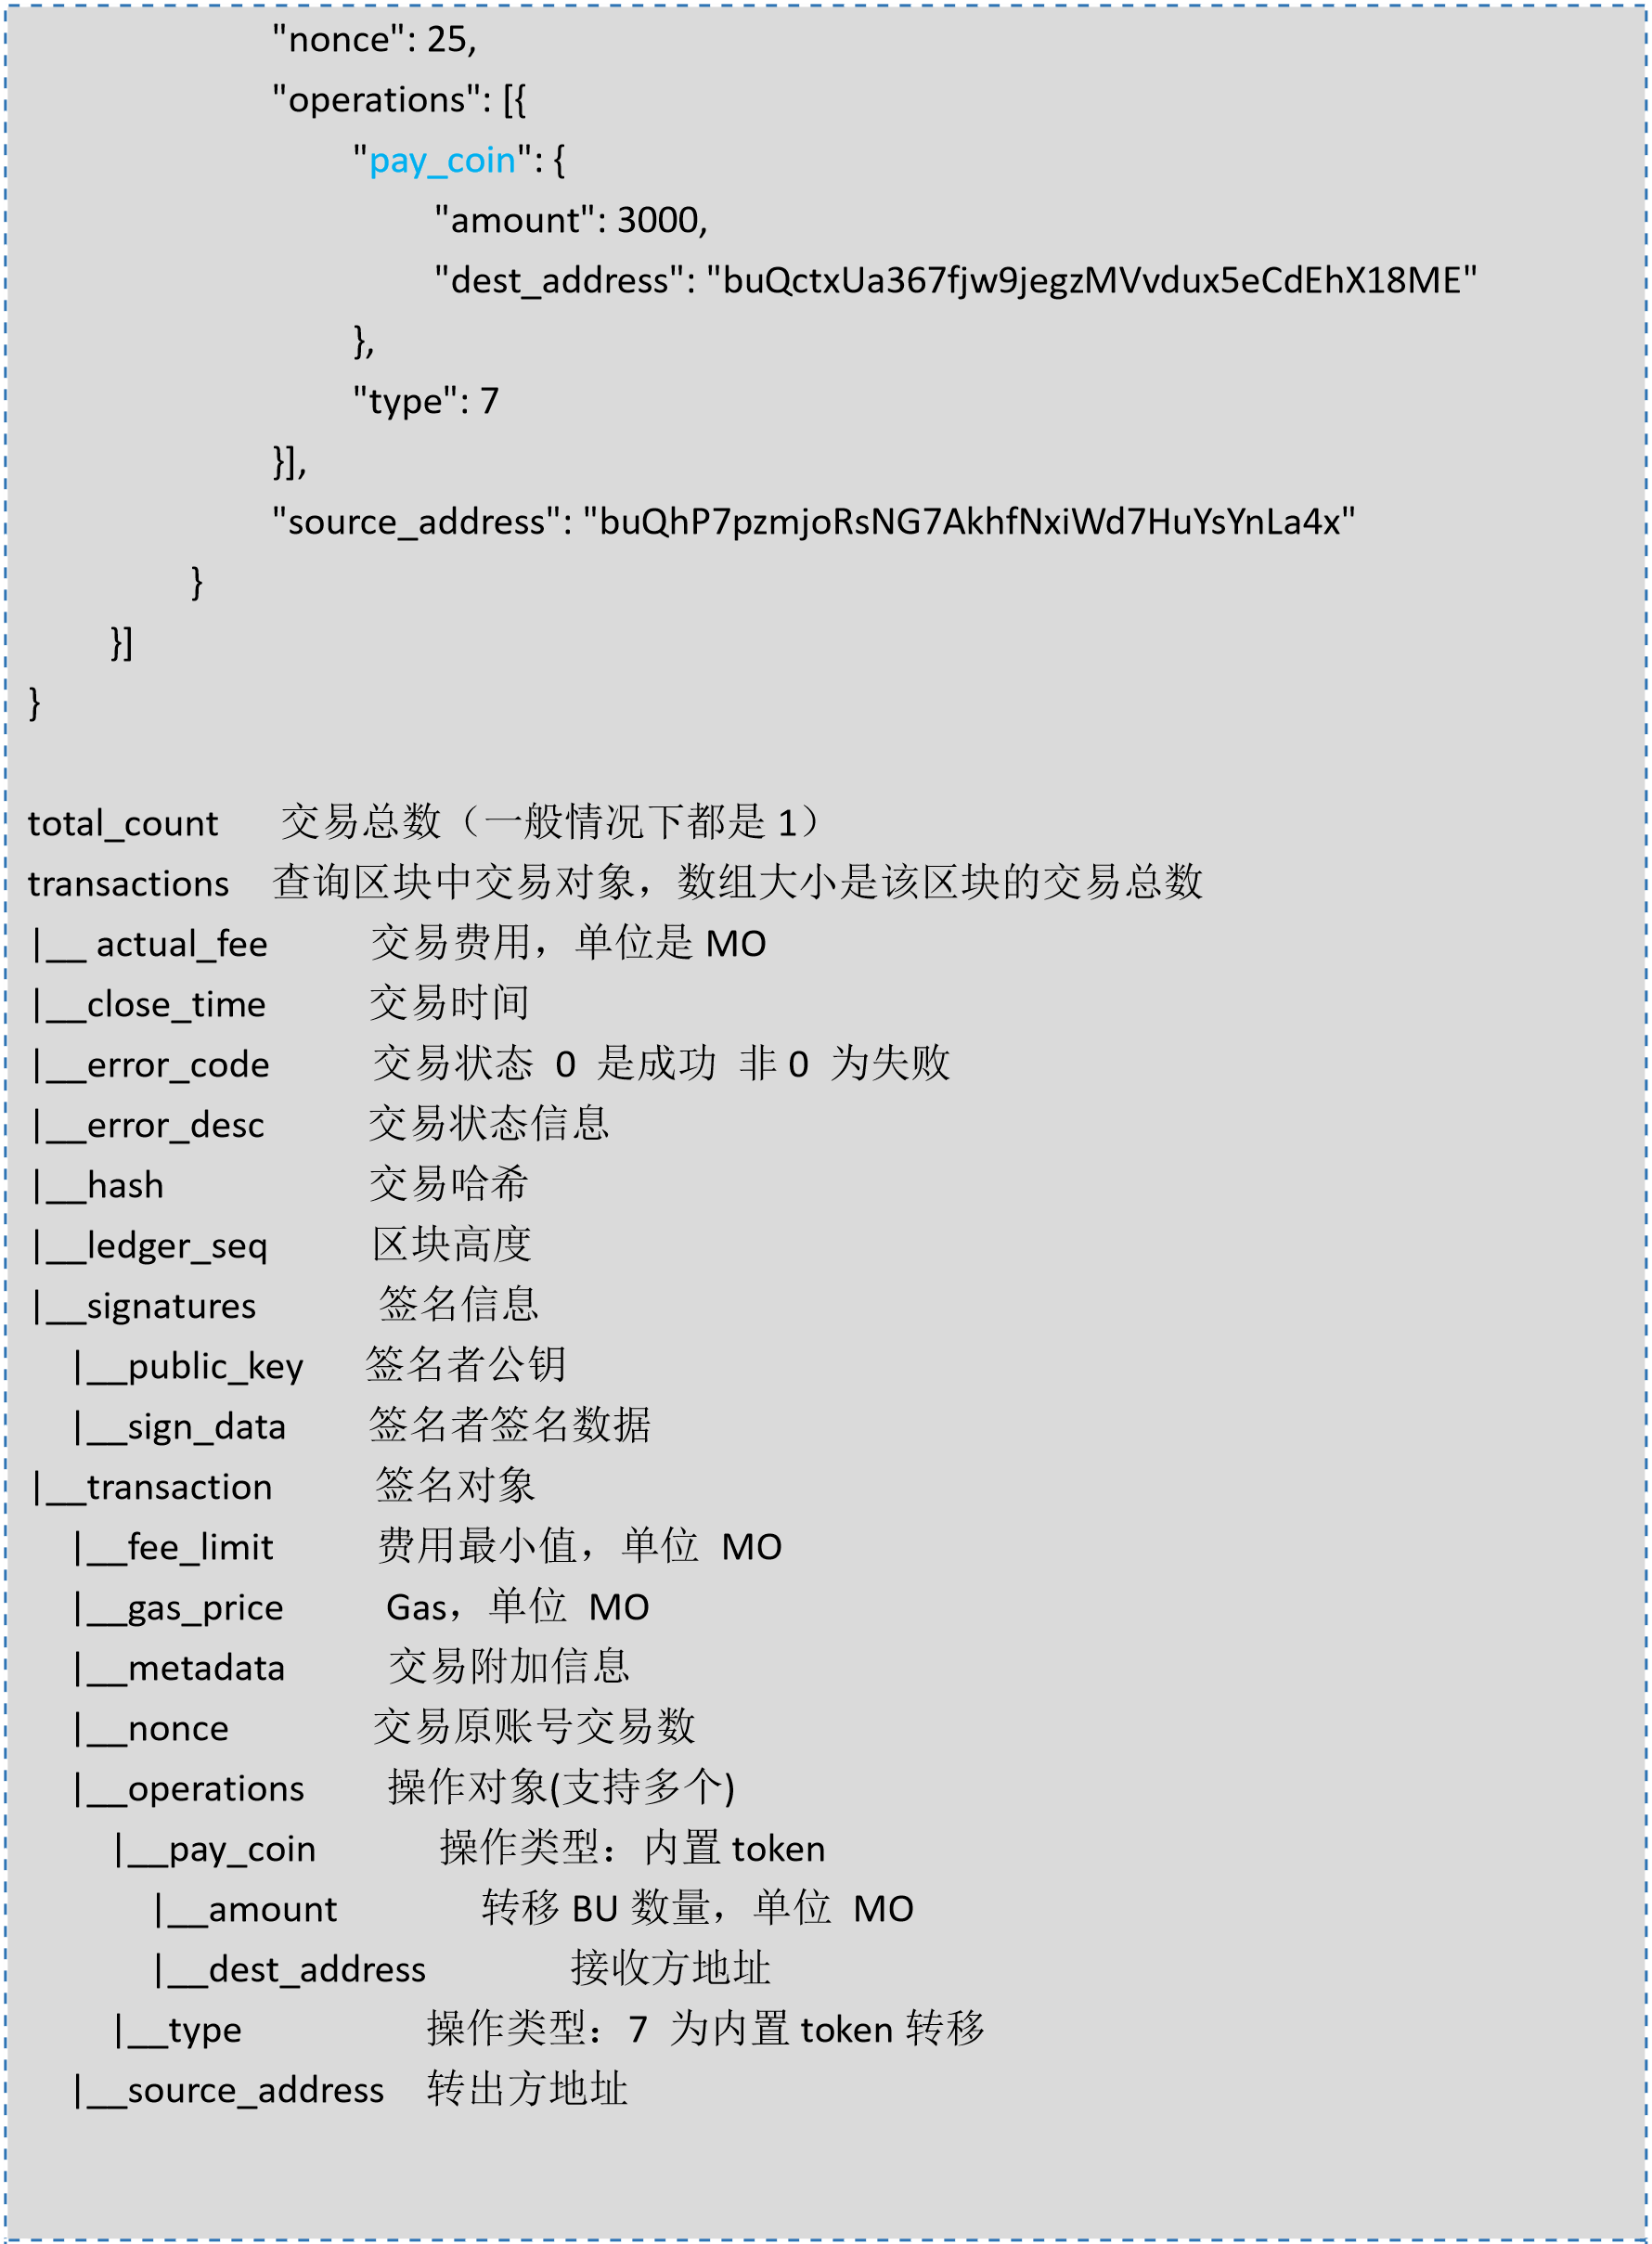 "nonce": 25,
"operations": [{
"pay_coin": {
"amount": 3000,
"dest_address": "buQctxUa367fjw9jegzMVvdux5eCdEhX18ME"
},
"type": 7
}],
"source_address": "buQhP7pzmjoRsNG7AkhfNxiWd7HuYsYnLa4x"
}
}]
}
total_count 交易总数（一般情况下都是 1）
transactions 查询区块中交易对象，数组大小是该区块的交易总数
|__ actual_fee 交易费用，单位是 MO
|__close_time 交易时间
|__error_code 交易状态 0 是成功 非 0 为失败
|__error_desc 交易状态信息
|__hash 交易哈希
|__ledger_seq 区块高度
|__signatures 签名信息
|__public_key 签名者公钥
|__sign_data 签名者签名数据
|__transaction 签名对象
|__fee_limit 费用最小值，单位 MO
|__gas_price Gas，单位 MO
|__metadata 交易附加信息
|__nonce 交易原账号交易数
|__operations 操作对象(支持多个)
|__pay_coin 操作类型：内置 token
|__amount 转移 BU 数量，单位 MO
|__dest_address 接收方地址
|__type 操作类型：7 为内置 token 转移
|__source_address 转出方地址